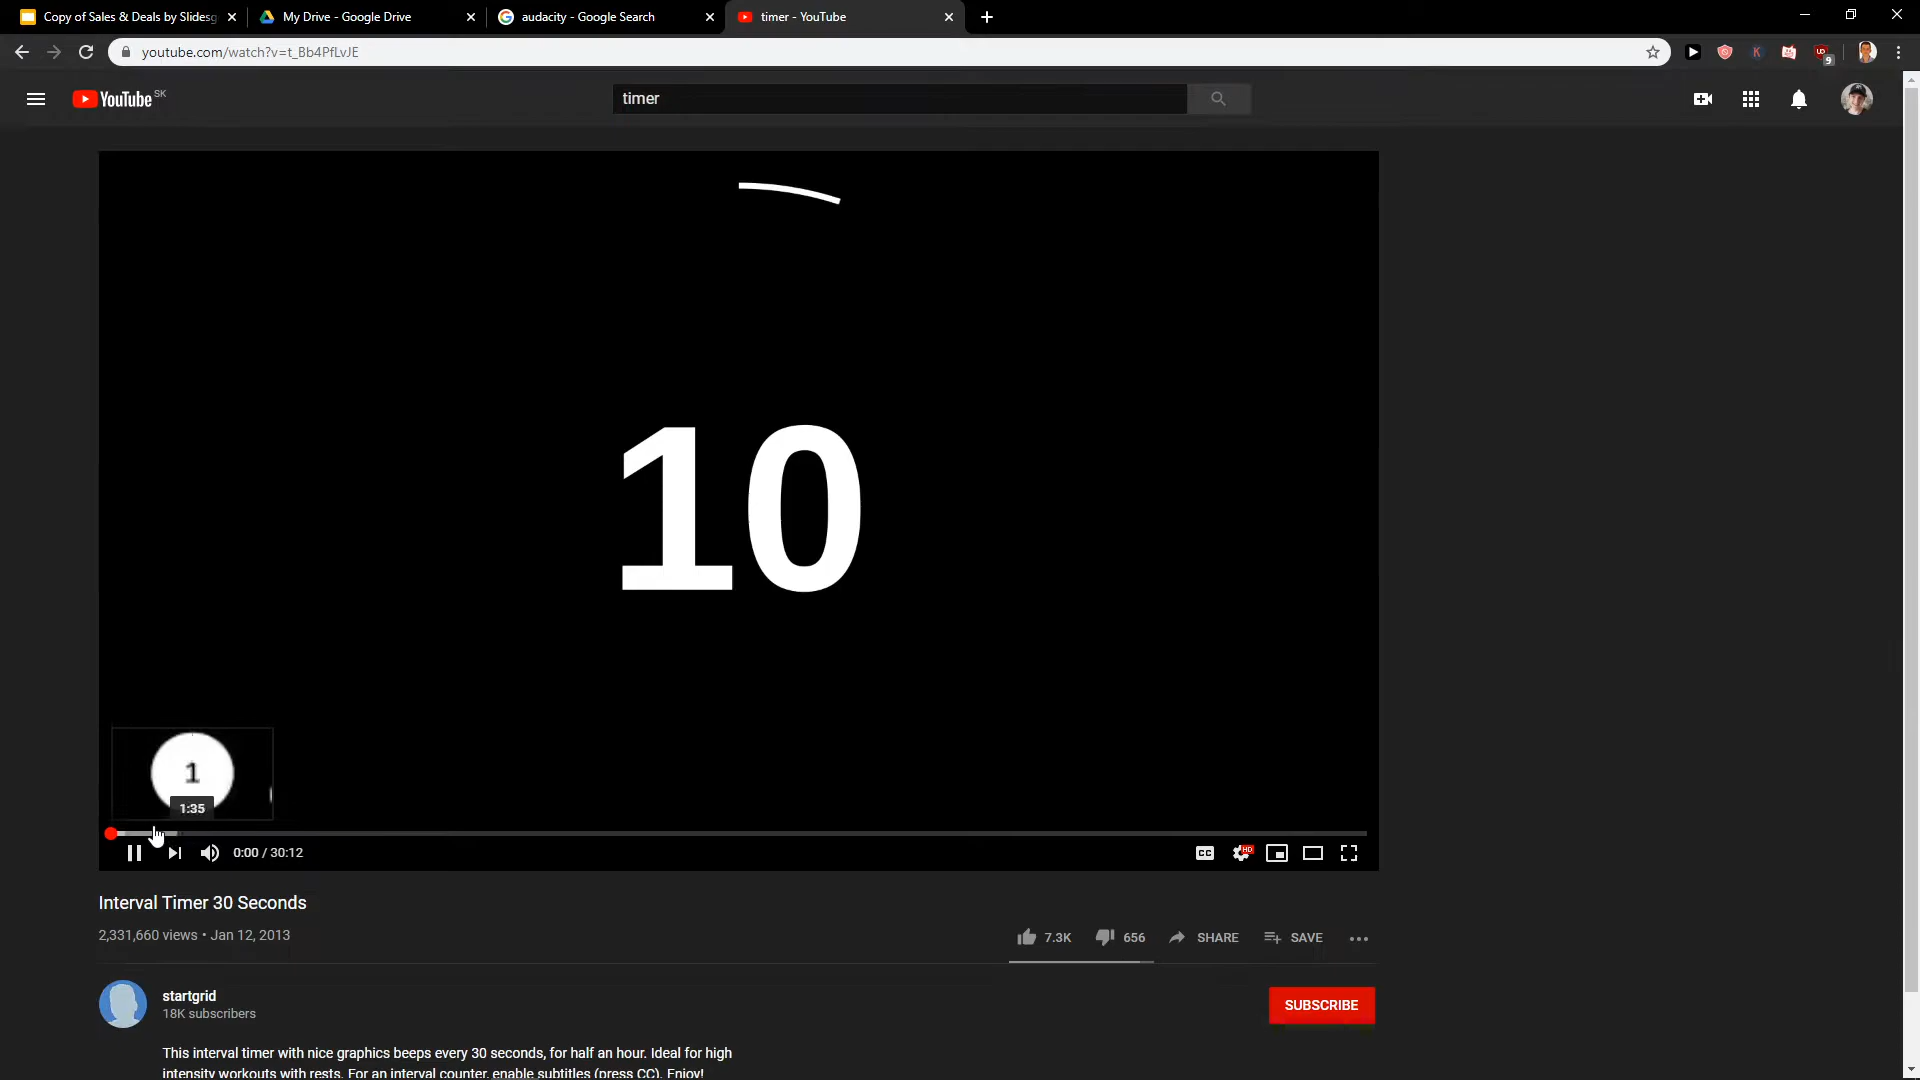 Copy of Sales & Deals by Slidesg
My Drive - Google Drive
audacity - Google Search
timer - YouTube
youtube.com/watch?v=t_Bb4PfLvJE
K
UD
9
YouTube SK
timer
10
1
1:35
0:00 / 30:12
CC
HD
Interval Timer 30 Seconds
2,331,660 views • Jan 12, 2013
7.3K
656
SHARE
SAVE
startgrid
18K subscribers
SUBSCRIBE
This interval timer with nice graphics beeps every 30 seconds, for half an hour. Ideal for high
intensity workouts with rests. For an interval counter, enable subtitles (press CC). Enjoy!